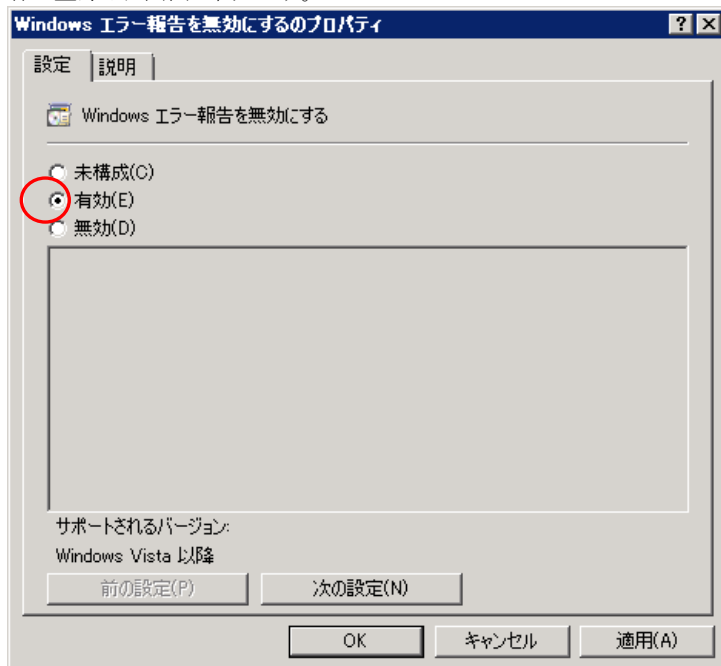 Windows エラー報告を無効にするのプロパティ
設定 説明
Windows エラー報告を無効にする
未構成(C)
有効(E)
無効(D)
サポートされるバージョン:
Windows Vista 以降
前の設定(P) 次の設定(N)
OK キャンセル 適用(A)